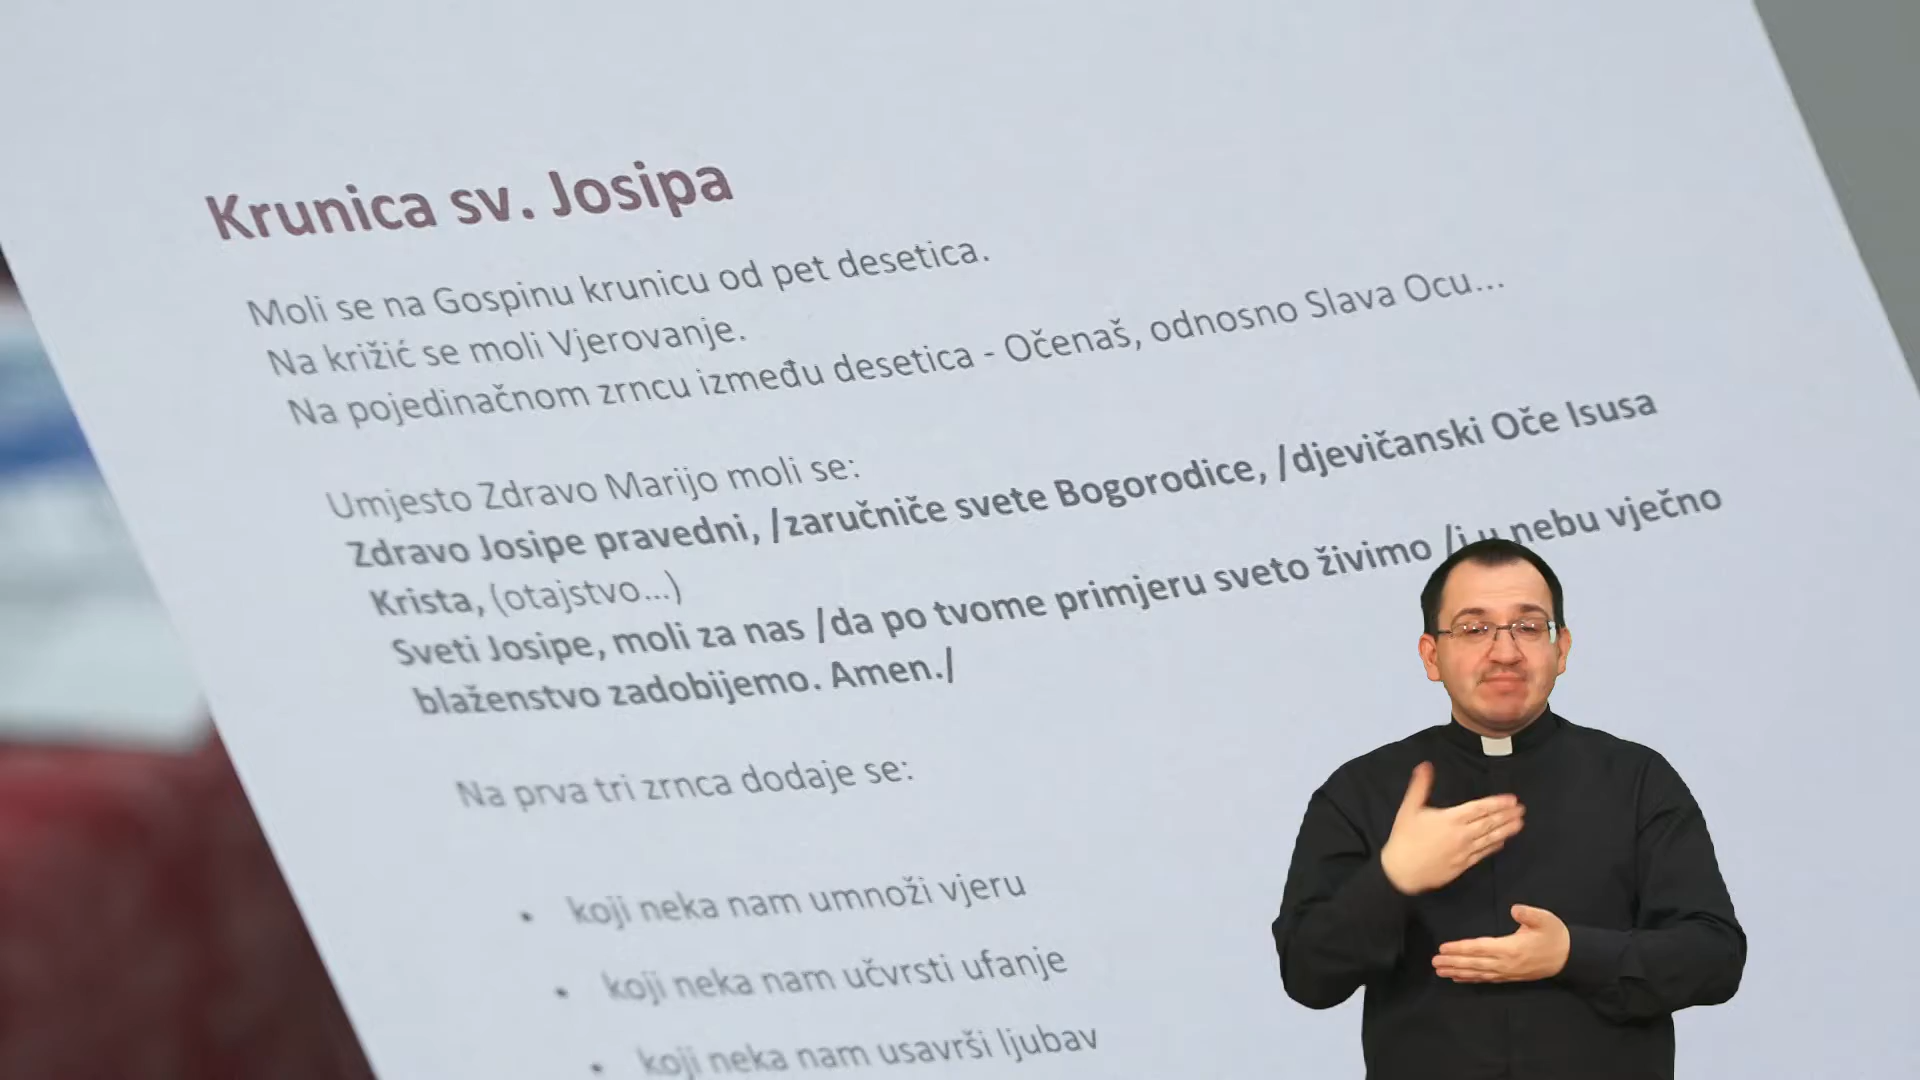 Krunica sv. Josipa
Moli se na Gospinu krunicu od pet desetica.
Na križić se moli Vjerovanje.
Na pojedinačnom zrncu između desetica - Očenaš, odnosno Slava Ocu...
Umjesto Zdravo Marijo moli se:
Zdravo Josipe pravedni, /zaručniče svete Bogorodice, /djevičanski Oče Isusa
Krista, (otajstvo...)
Sveti Josipe, moli za nas /da po tvome primjeru sveto živimo /i u nebu vječno
blaženstvo zadobijemo. Amen./
Na prva tri zrnca dodaje se:
• koji neka nam umnoži vjeru
• koji neka nam učvrsti ufanje
• koji neka nam usavrši ljubav